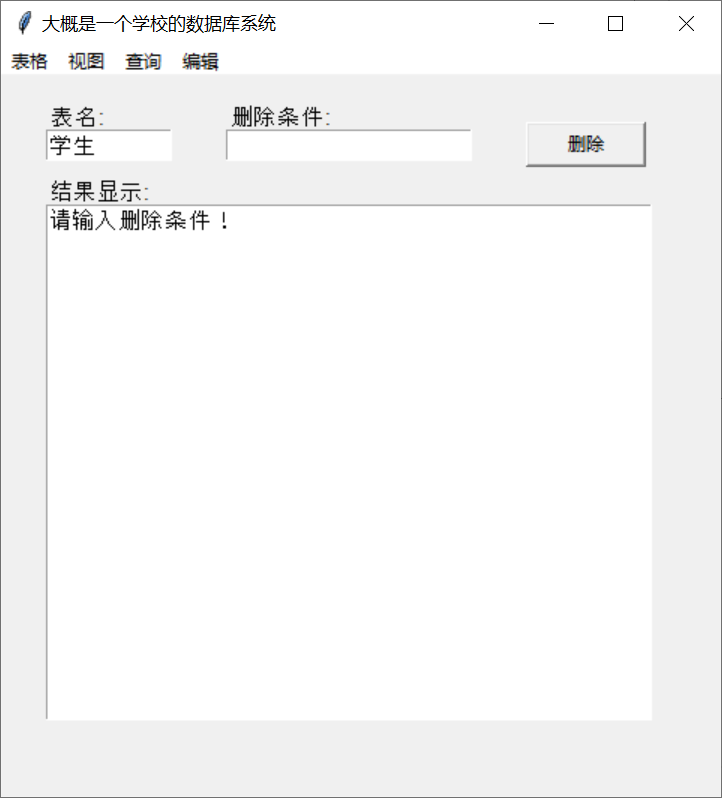 大概是一个学校的数据库系统
表格 视图 查询 编辑
表名: 删除条件:
学生
删除
结果显示:
请输入删除条件！